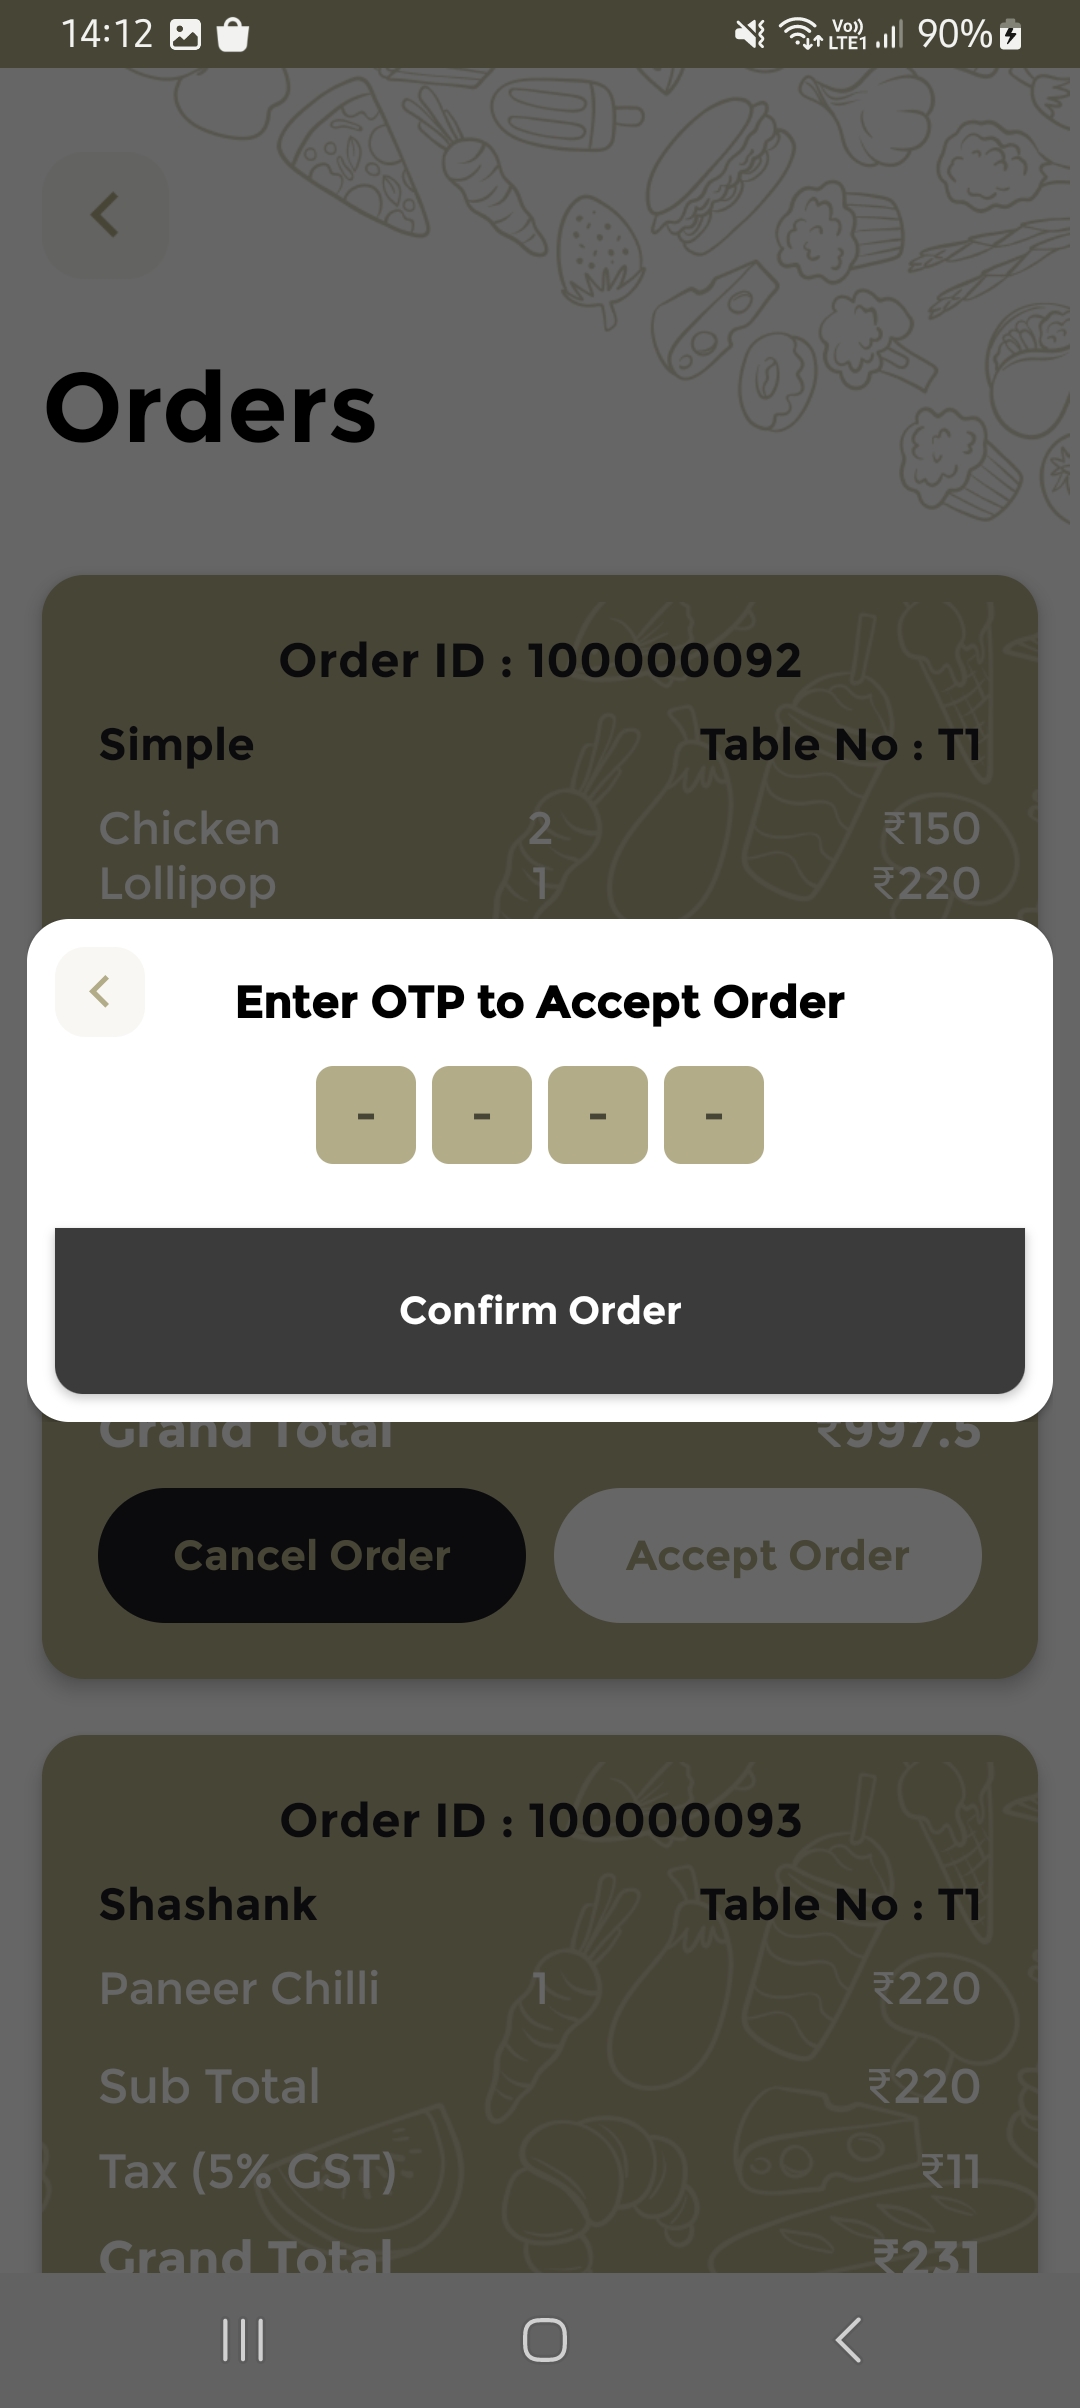 14:12 Vo)) LTE1 90%
Orders
Order ID : 100000092
Simple Table No : T1
Chicken 2 ₹150
Lollipop 1 ₹220
Enter OTP to Accept Order
- - - -
Confirm Order
Grand Total ₹997.5
Cancel Order Accept Order
Order ID : 100000093
Shashank Table No : T1
Paneer Chilli 1 ₹220
Sub Total ₹220
Tax (5% GST) ₹11
Grand Total ₹231